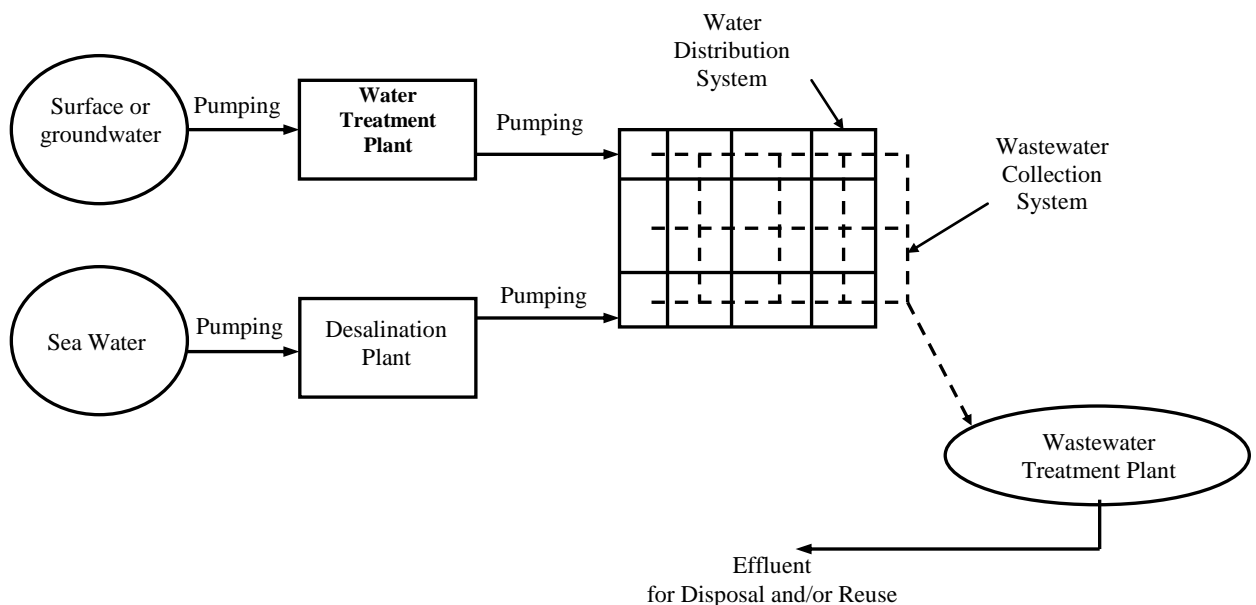 Water
Distribution
System
Surface or
groundwater
Pumping
Water
Treatment
Plant
Pumping
Wastewater
Collection
System
Sea Water
Pumping
Desalination
Plant
Pumping
Wastewater
Treatment Plant
Effluent
for Disposal and/or Reuse